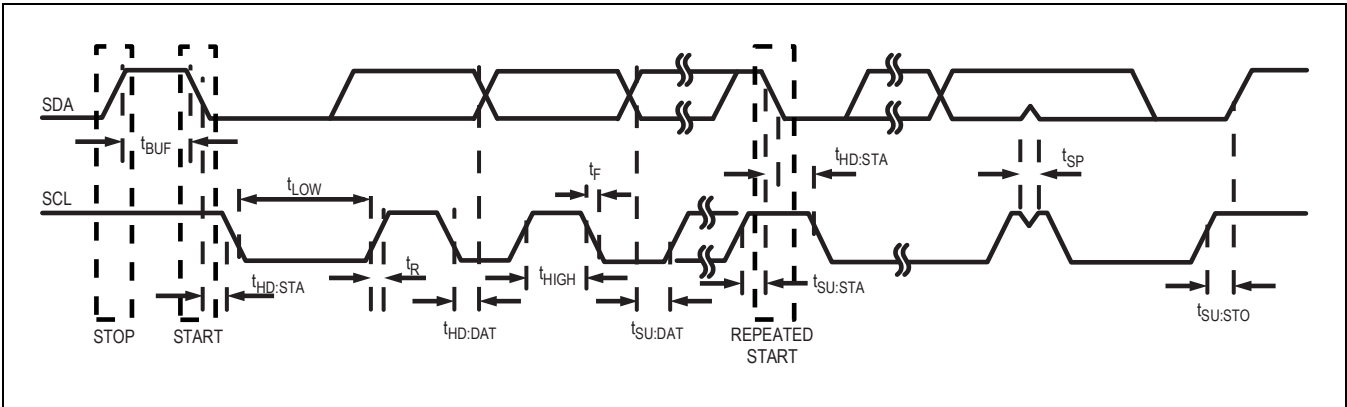 SDA
tBUF
SCL
tLOW
tF
tHD:STA
tSP
tHD:STA
tR
tHIGH
tSU:STA
tHD:DAT
tSU:DAT
tSU:STO
STOP
START
REPEATED
START